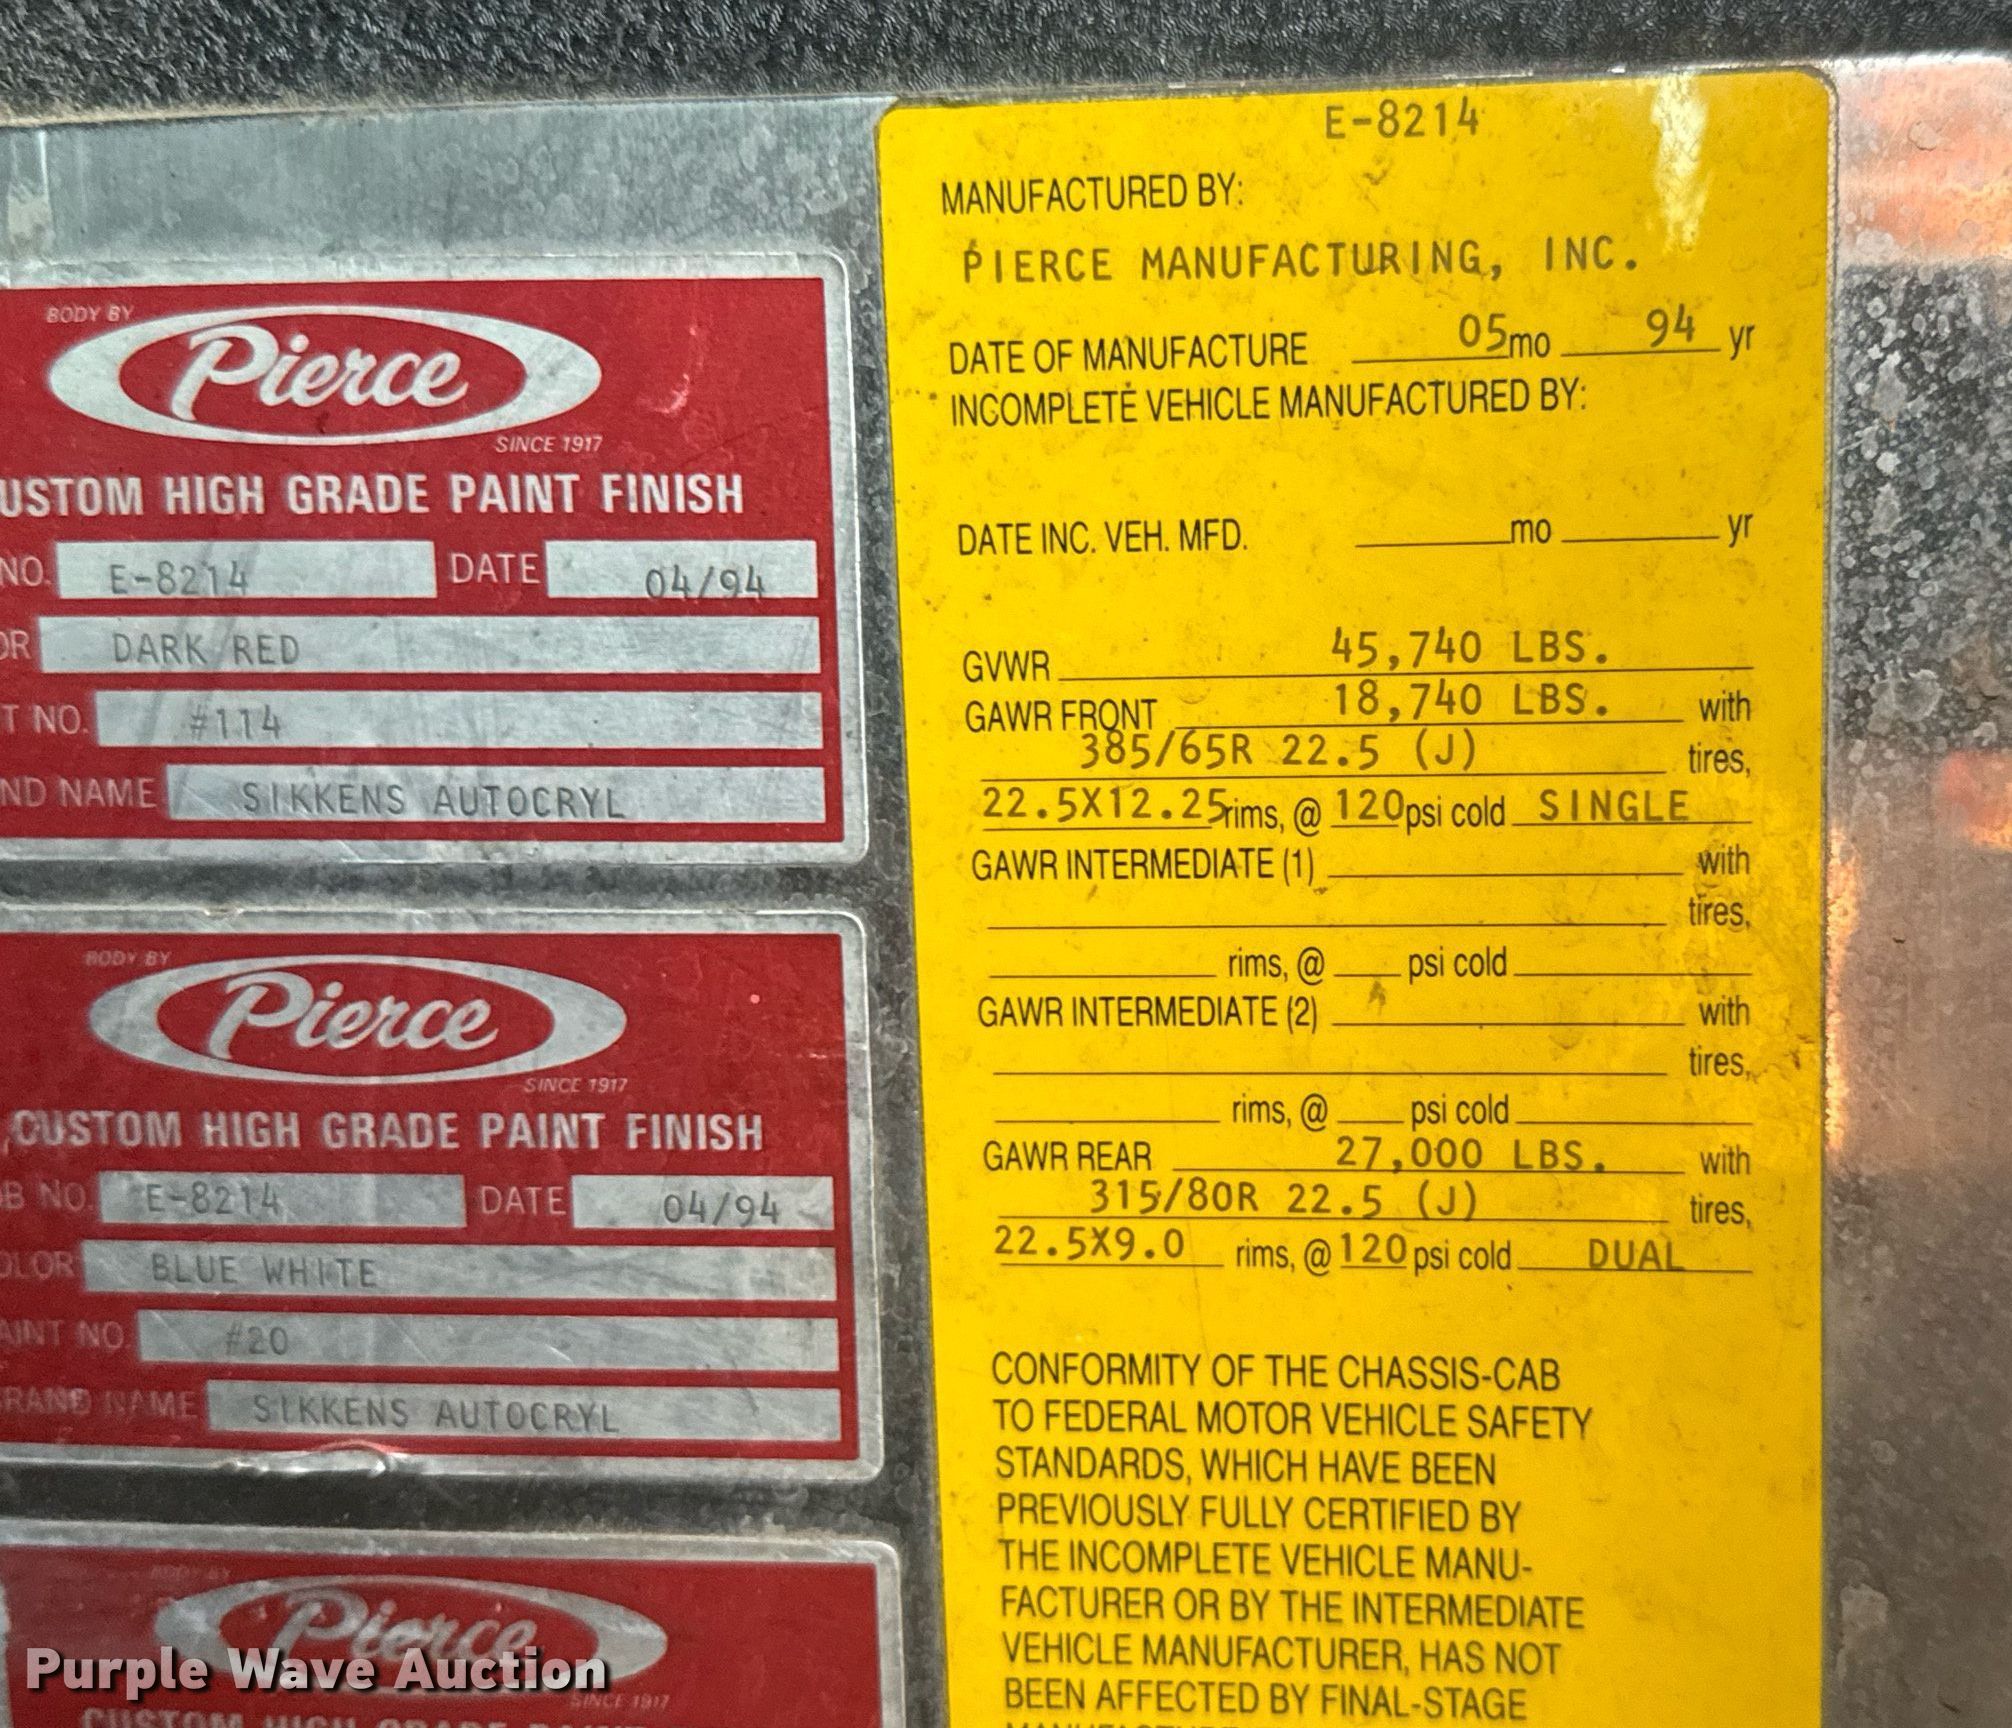 BODY BY
Pierce
SINCE 1917
USTOM HIGH GRADE PAINT FINISH
NO. E-8214 DATE 04/94
OR DARK RED
T NO. #114
ND NAME SIKKENS AUTOCRYL
BODY BY
Pierce
SINCE 1917
CUSTOM HIGH GRADE PAINT FINISH
B NO. E-8214 DATE 04/94
OLOR BLUE WHITE
AINT NO. #20
RAND NAME SIKKENS AUTOCRYL
BODY BY
Pierce
SINCE 1917
CUSTOM HIGH GRADE PAINT
Purple Wave Auction
E-8214
MANUFACTURED BY:
PIERCE MANUFACTURING, INC.
DATE OF MANUFACTURE 05 mo 94 yr
INCOMPLETE VEHICLE MANUFACTURED BY:
DATE INC. VEH. MFD. mo yr
GVWR 45,740 LBS.
GAWR FRONT 18,740 LBS. with
385/65R 22.5 (J) tires,
22.5X12.25 rims, @ 120 psi cold SINGLE
GAWR INTERMEDIATE (1) with
tires,
rims, @ psi cold
GAWR INTERMEDIATE (2) with
tires,
rims, @ psi cold
GAWR REAR 27,000 LBS. with
315/80R 22.5 (J) tires,
22.5X9.0 rims, @ 120 psi cold DUAL
CONFORMITY OF THE CHASSIS-CAB
TO FEDERAL MOTOR VEHICLE SAFETY
STANDARDS, WHICH HAVE BEEN
PREVIOUSLY FULLY CERTIFIED BY
THE INCOMPLETE VEHICLE MANU-
FACTURER OR BY THE INTERMEDIATE
VEHICLE MANUFACTURER, HAS NOT
BEEN AFFECTED BY FINAL-STAGE